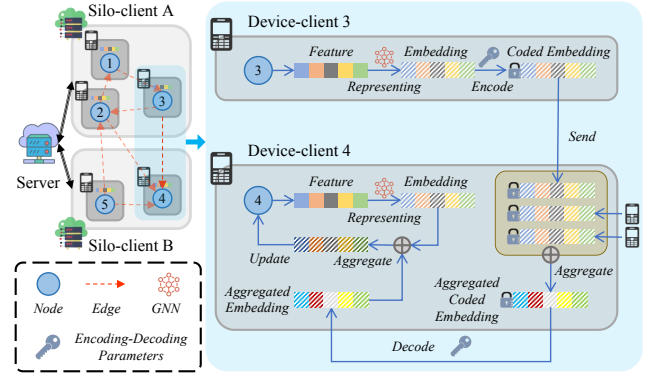 Silo-client A
1
2
3
Server
5
4
Silo-client B
Node
Edge
GNN
Encoding-Decoding
Parameters
Device-client 3
3
Feature
Representing
Embedding
Encode
Coded Embedding
Send
Device-client 4
4
Feature
Representing
Embedding
Update
Aggregate
Aggregated
Embedding
Aggregate
Aggregated
Coded
Embedding
Decode